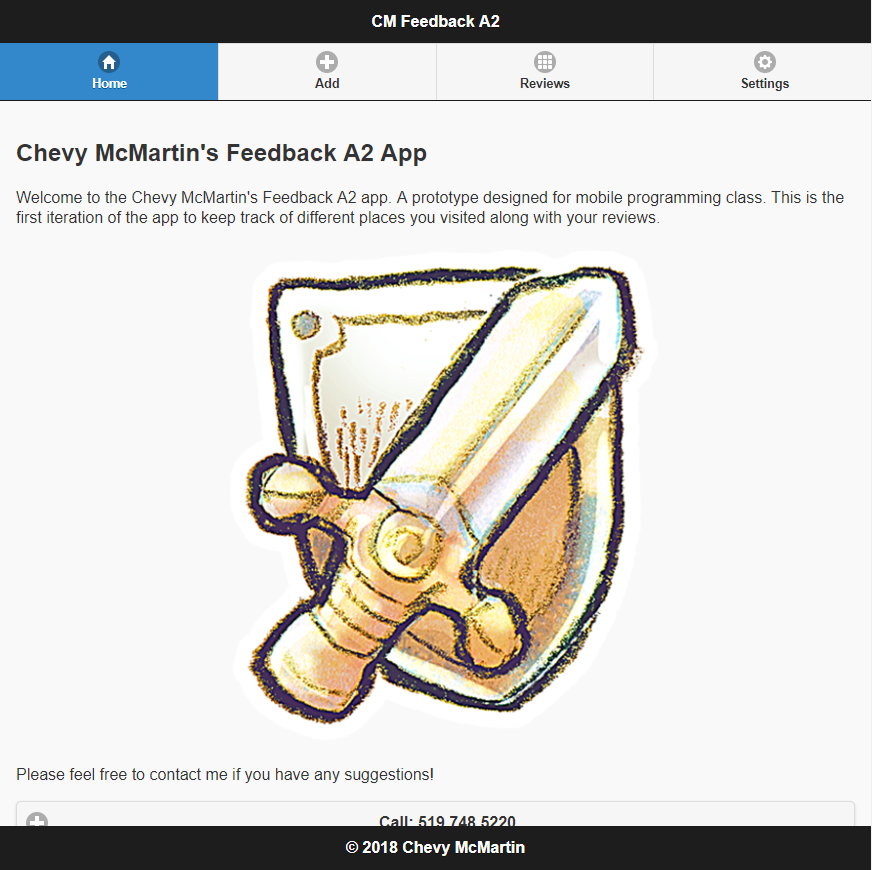 CM Feedback A2
Home
Add
Reviews
Settings
Chevy McMartin's Feedback A2 App
Welcome to the Chevy McMartin's Feedback A2 app. A prototype designed for mobile programming class. This is the
first iteration of the app to keep track of different places you visited along with your reviews.
Please feel free to contact me if you have any suggestions!
Call: 519.748.5220
© 2018 Chevy McMartin